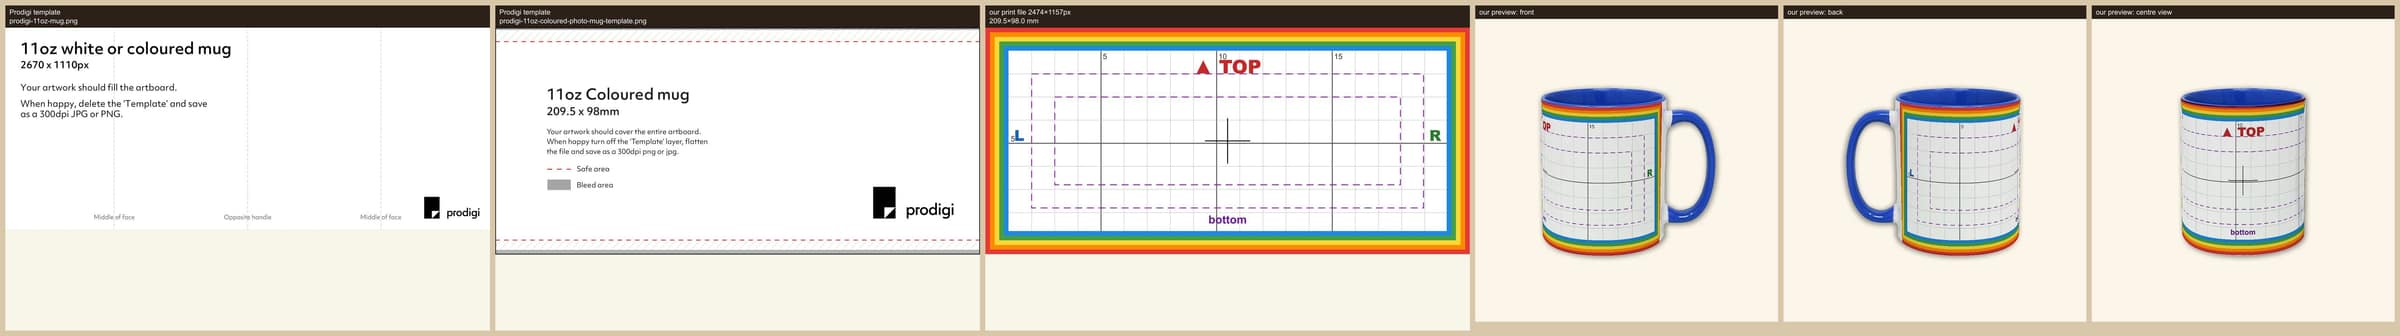 Prodigi template
prodigi-11oz-mug.png
11oz white or coloured mug
2670 x 1110px
Your artwork should fill the artboard.
When happy, delete the 'Template' and save
as a 300dpi JPG or PNG.
Middle of face
Opposite handle
Middle of face
prodigi
Prodigi template
prodigi-11oz-coloured-photo-mug-template.png
11oz Coloured mug
209.5 x 98mm
Your artwork should cover the entire artboard.
When happy turn off the 'Template' layer, flatten
the file and save as a 300dpi png or jpg.
Safe area
Bleed area
prodigi
our print file 2474×1157px
209.5×98.0 mm
5
10
15
▲ TOP
5
L
R
bottom
our preview: front
OP
15
R
our preview: back
5
▲
L
our preview: centre view
10
▲ TOP
bottom